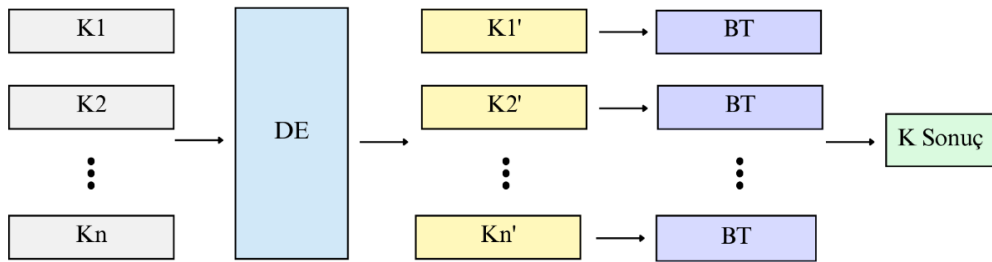 K1
K1'
BT
K2
DE
K2'
BT
K Sonuç
Kn
Kn'
BT